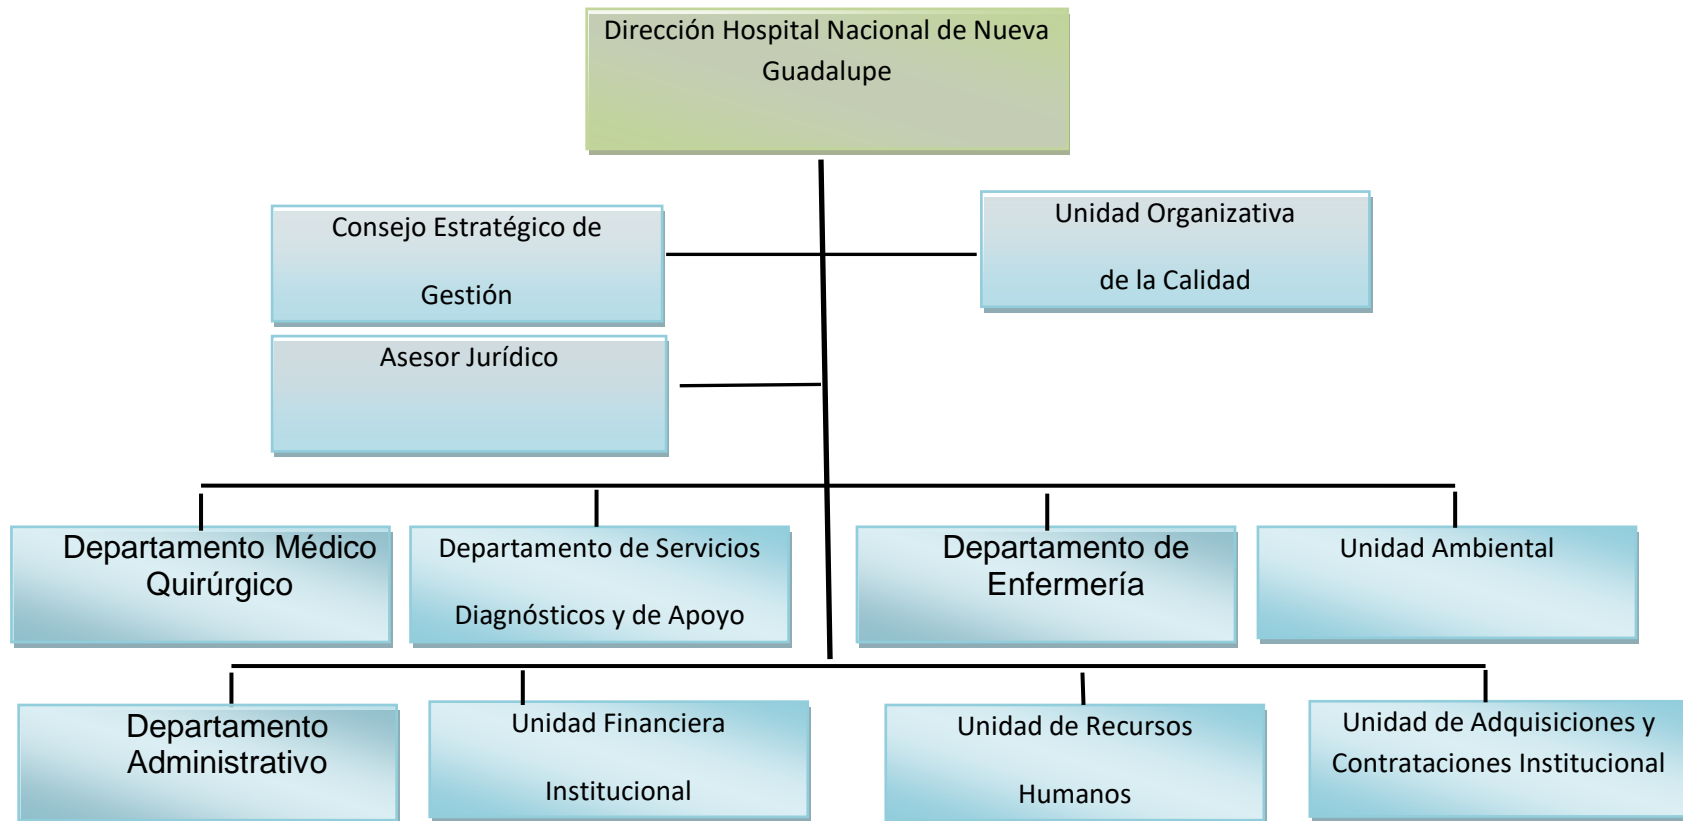 Dirección Hospital Nacional de Nueva
Guadalupe
Consejo Estratégico de
Gestión
Unidad Organizativa
de la Calidad
Asesor Jurídico
Departamento Médico
Quirúrgico
Departamento de Servicios
Diagnósticos y de Apoyo
Departamento de
Enfermería
Unidad Ambiental
Departamento
Administrativo
Unidad Financiera
Institucional
Unidad de Recursos
Humanos
Unidad de Adquisiciones y
Contrataciones Institucional